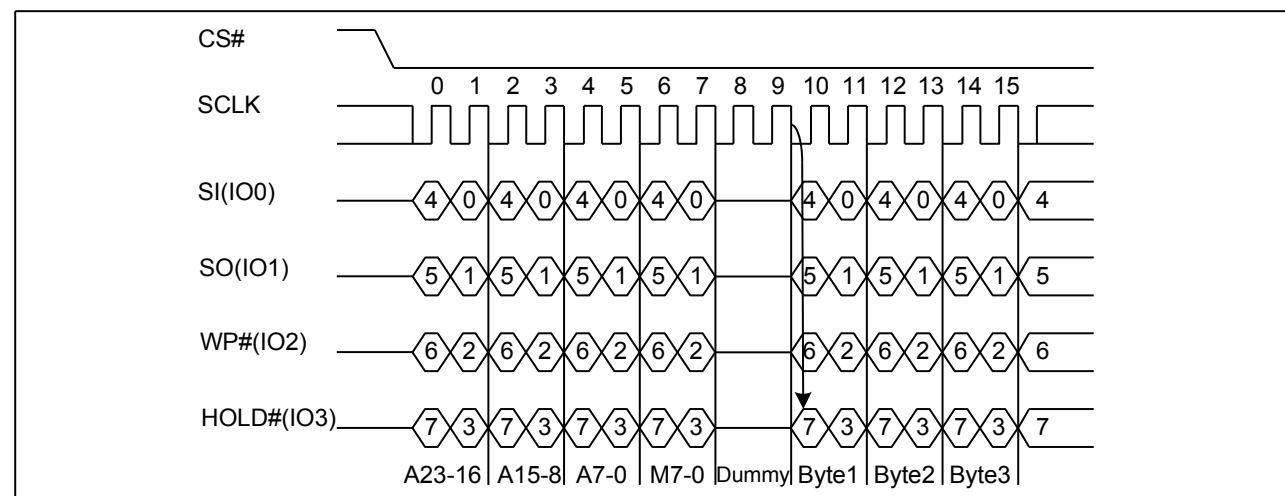 CS#
0 1 2 3 4 5 6 7 8 9 10 11 12 13 14 15
SCLK
SI(IO0) 4 0 4 0 4 0 4 0 4 0 4 0 4 0 4
SO(IO1) 5 1 5 1 5 1 5 1 5 1 5 1 5 1 5
WP#(IO2) 6 2 6 2 6 2 6 2 6 2 6 2 6 2 6
HOLD#(IO3) 7 3 7 3 7 3 7 3 7 3 7 3 7 3 7
A23-16 A15-8 A7-0 M7-0 Dummy Byte1 Byte2 Byte3